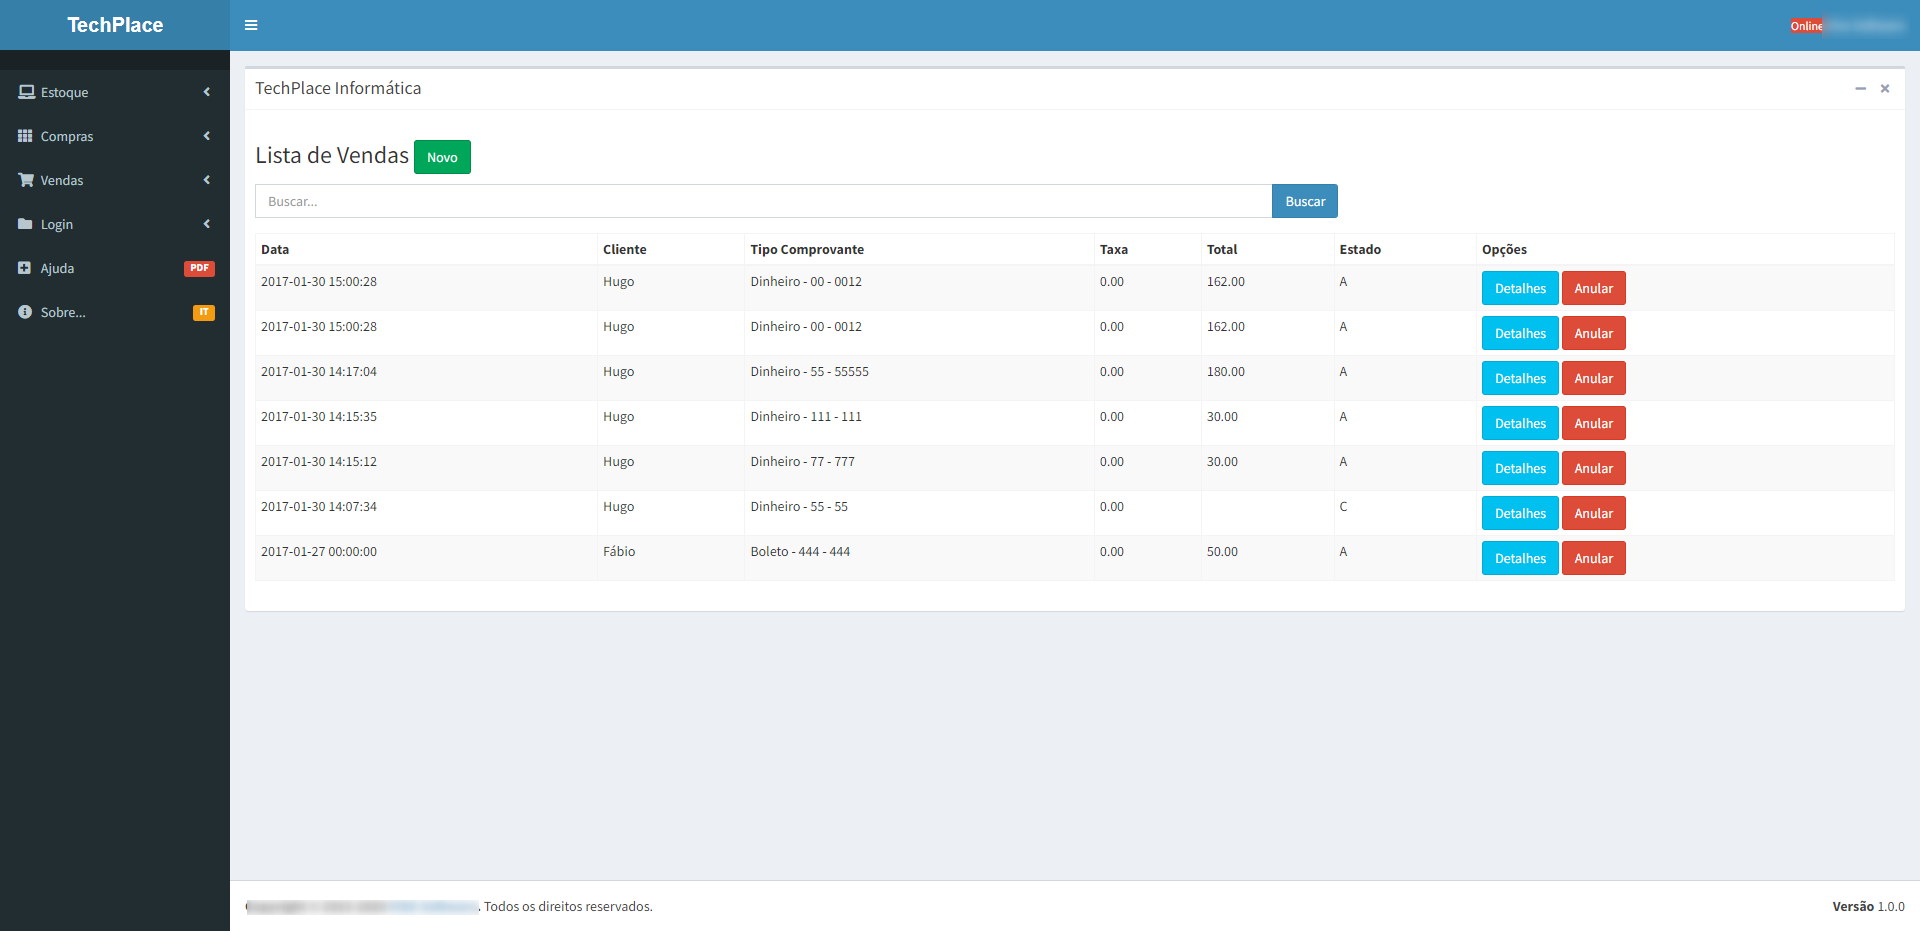 TechPlace
Online
Estoque
Compras
Vendas
Login
Ajuda PDF
Sobre... IT
TechPlace Informática
Lista de Vendas Novo
Buscar... Buscar
Data Cliente Tipo Comprovante Taxa Total Estado Opções
2017-01-30 15:00:28 Hugo Dinheiro - 00 - 0012 0.00 162.00 A Detalhes Anular
2017-01-30 15:00:28 Hugo Dinheiro - 00 - 0012 0.00 162.00 A Detalhes Anular
2017-01-30 14:17:04 Hugo Dinheiro - 55 - 55555 0.00 180.00 A Detalhes Anular
2017-01-30 14:15:35 Hugo Dinheiro - 111 - 111 0.00 30.00 A Detalhes Anular
2017-01-30 14:15:12 Hugo Dinheiro - 77 - 777 0.00 30.00 A Detalhes Anular
2017-01-30 14:07:34 Hugo Dinheiro - 55 - 55 0.00 C Detalhes Anular
2017-01-27 00:00:00 Fábio Boleto - 444 - 444 0.00 50.00 A Detalhes Anular
. Todos os direitos reservados.
Versão 1.0.0